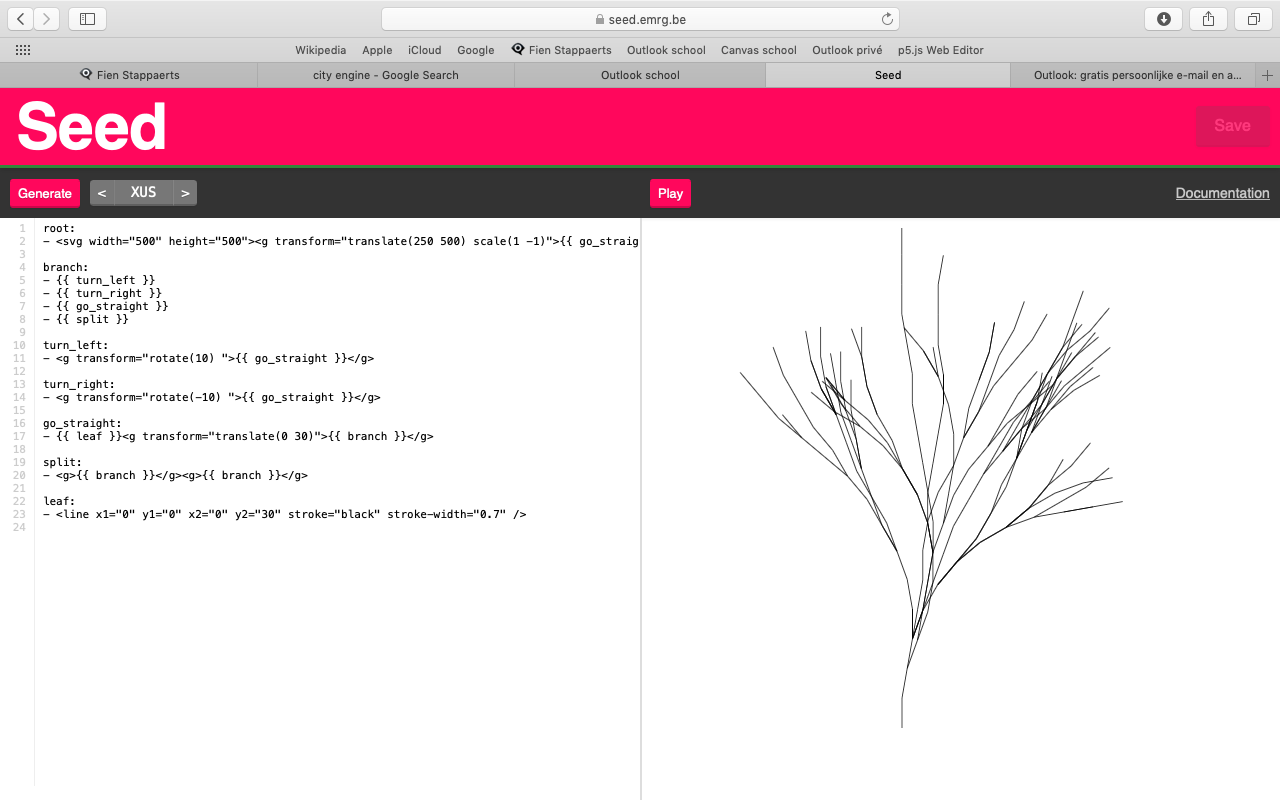 seed.emrg.be
Wikipedia Apple iCloud Google Fien Stappaerts Outlook school Canvas school Outlook privé p5.js Web Editor
Fien Stappaerts city engine - Google Search Outlook school Seed Outlook: gratis persoonlijke e-mail en a...
Seed
Save
Generate < XUS > Play Documentation
1 root:
2 - <svg width="500" height="500"><g transform="translate(250 500) scale(1 -1)">{{ go_straig
3
4 branch:
5 - {{ turn_left }}
6 - {{ turn_right }}
7 - {{ go_straight }}
8 - {{ split }}
9
10 turn_left:
11 - <g transform="rotate(10) ">{{ go_straight }}</g>
12
13 turn_right:
14 - <g transform="rotate(-10) ">{{ go_straight }}</g>
15
16 go_straight:
17 - {{ leaf }}<g transform="translate(0 30)">{{ branch }}</g>
18
19 split:
20 - <g>{{ branch }}</g><g>{{ branch }}</g>
21
22 leaf:
23 - <line x1="0" y1="0" x2="0" y2="30" stroke="black" stroke-width="0.7" />
24